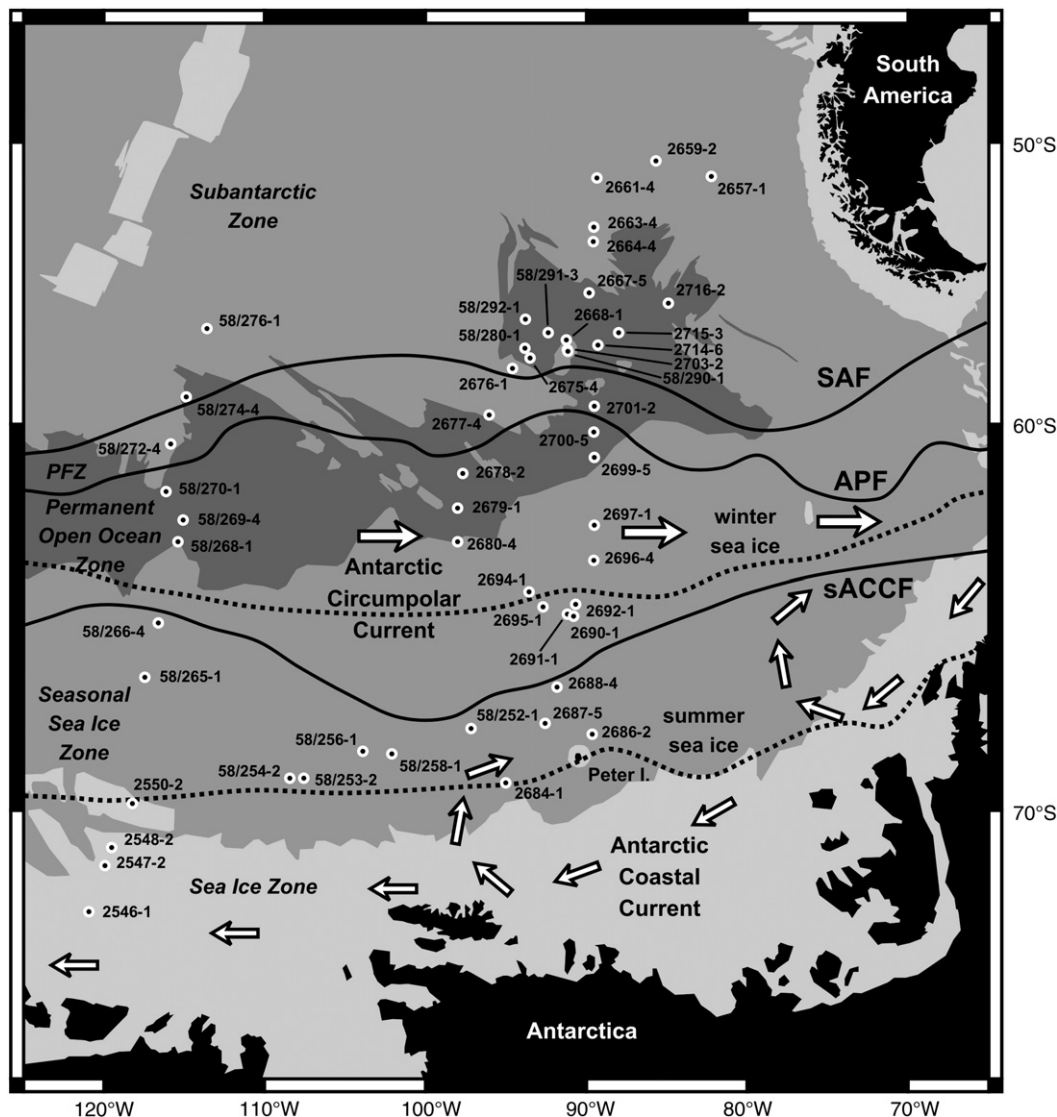 South
America
50°S
2659-2
2661-4
2657-1
Subantarctic
Zone
2663-4
2664-4
58/291-3
2667-5
2716-2
58/292-1
2668-1
58/276-1
58/280-1
2715-3
2714-6
2703-2
58/290-1
2676-1
2675-4
SAF
58/274-4
2677-4
2701-2
60°S
58/272-4
2700-5
PFZ
2678-2
2699-5
APF
58/270-1
Permanent
Open Ocean
Zone
2679-1
58/269-4
2697-1
winter
sea ice
58/268-1
2680-4
2696-4
Antarctic
Circumpolar
Current
2694-1
sACCF
2695-1
2692-1
2690-1
58/266-4
2691-1
58/265-1
2688-4
Seasonal
Sea Ice
Zone
58/252-1
2687-5
summer
sea ice
2686-2
58/256-1
58/258-1
58/254-2
58/253-2
Peter I.
2550-2
2684-1
70°S
2548-2
2547-2
Antarctic
Coastal
Current
Sea Ice Zone
2546-1
Antarctica
120°W
110°W
100°W
90°W
80°W
70°W